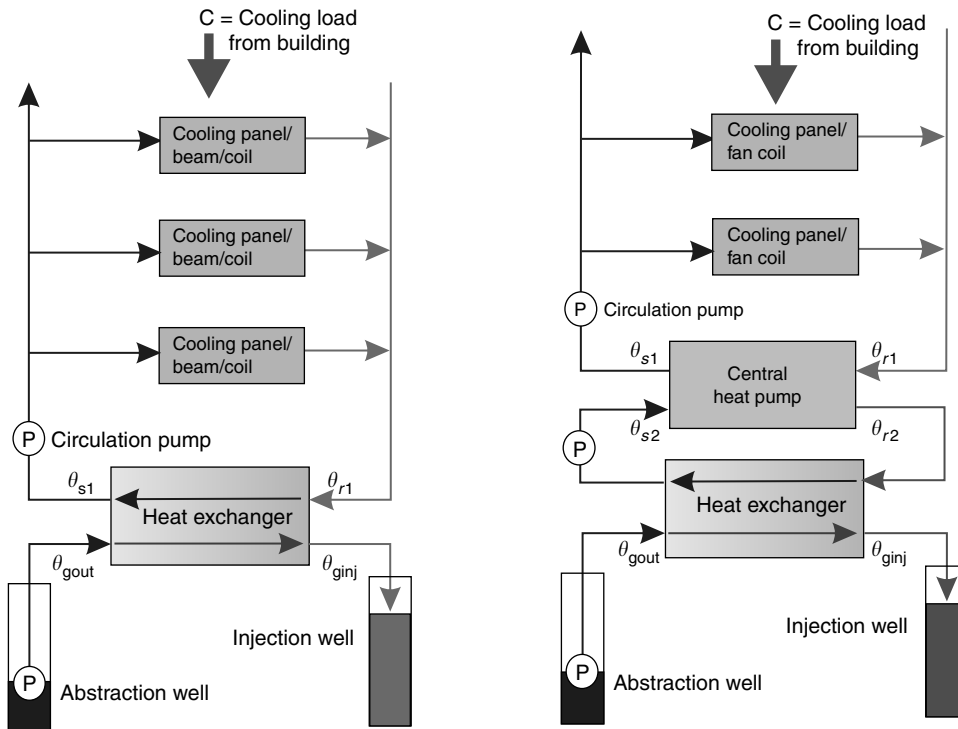 C = Cooling load
from building
Cooling panel/
beam/coil
Cooling panel/
beam/coil
Cooling panel/
beam/coil
P
Circulation pump
θs1
θr1
Heat exchanger
θgout
θginj
Injection well
P
Abstraction well
C = Cooling load
from building
Cooling panel/
fan coil
Cooling panel/
fan coil
P
Circulation pump
θs1
θr1
Central
heat pump
θs2
θr2
P
Heat exchanger
θgout
θginj
Injection well
P
Abstraction well